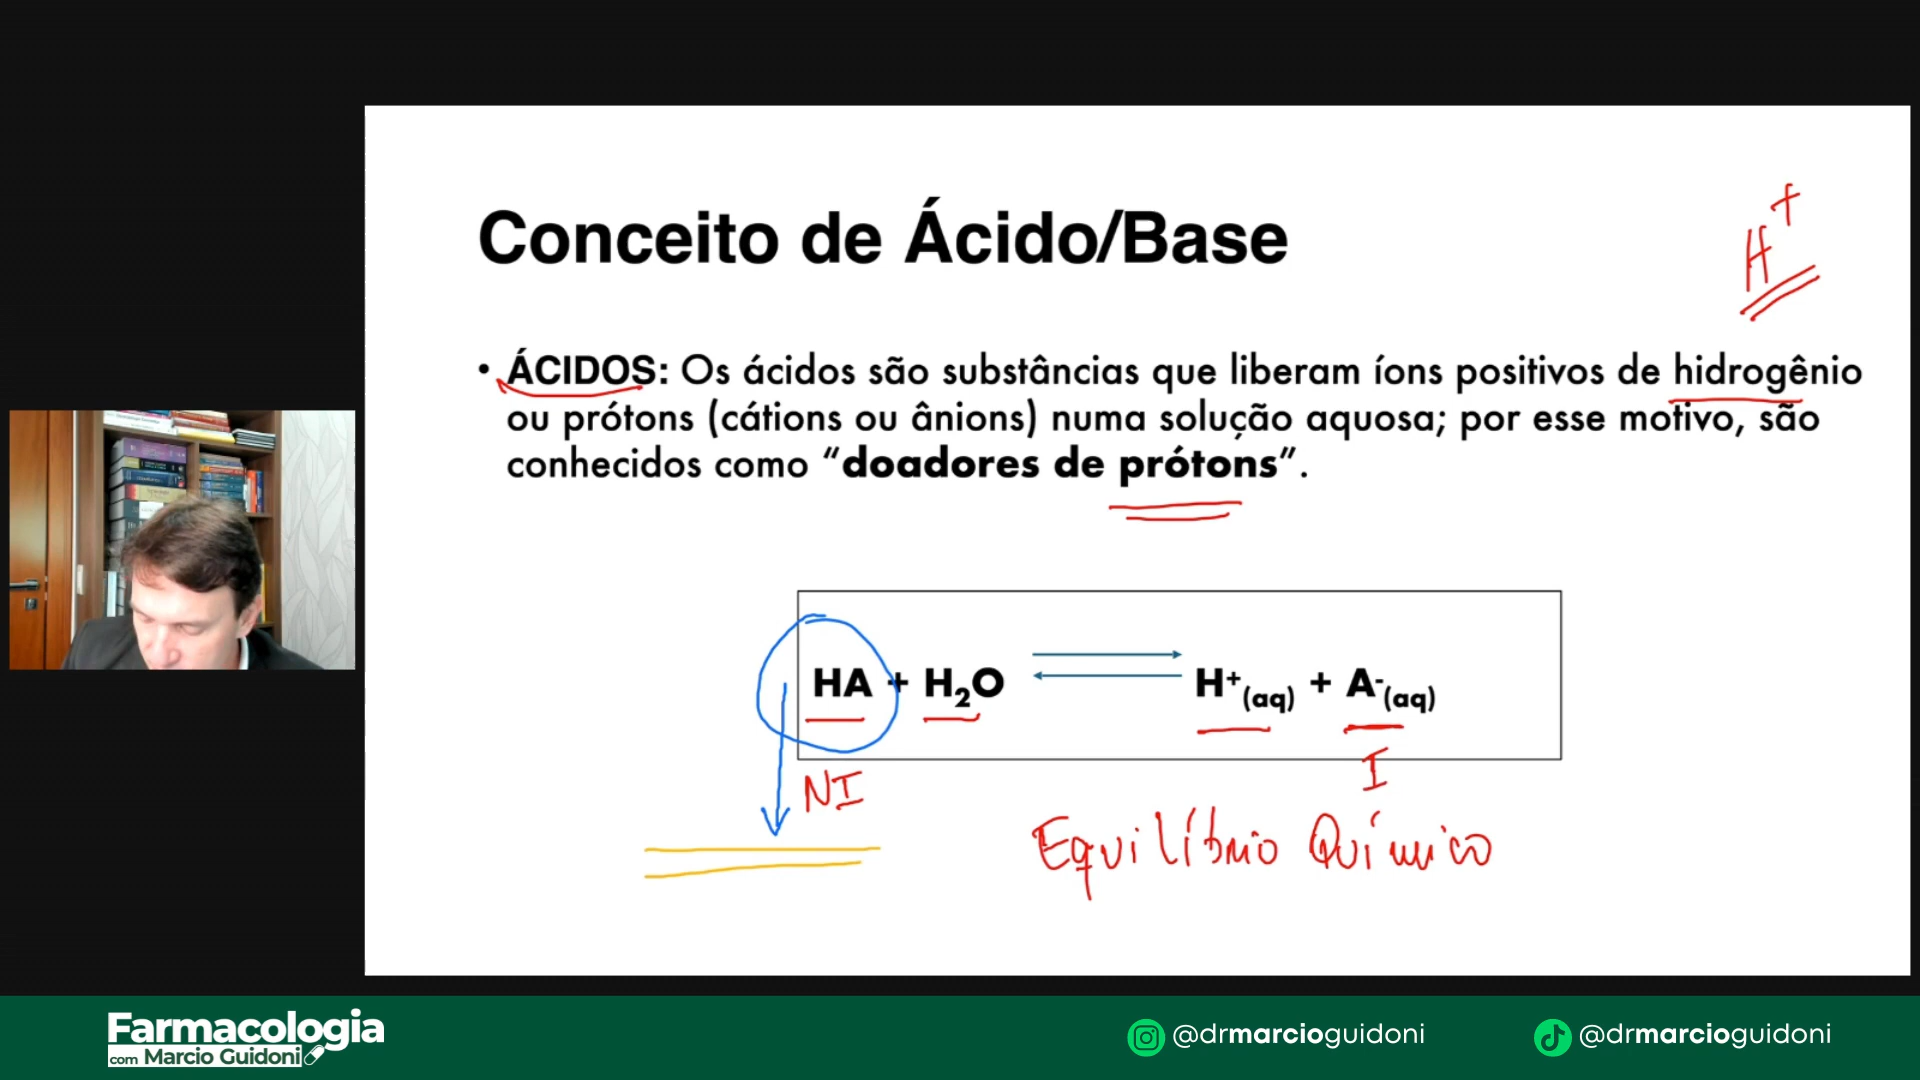 Conceito de Ácido/Base
H+
• ÁCIDOS: Os ácidos são substâncias que liberam íons positivos de hidrogênio
ou prótons (cátions ou ânions) numa solução aquosa; por esse motivo, são
conhecidos como “doadores de prótons”.
HA + H₂O H⁺(aq) + A⁻(aq)
NI
I
Equilíbrio Químico
Farmacologia
com Marcio Guidoni
@drmarcioguidoni
@drmarcioguidoni